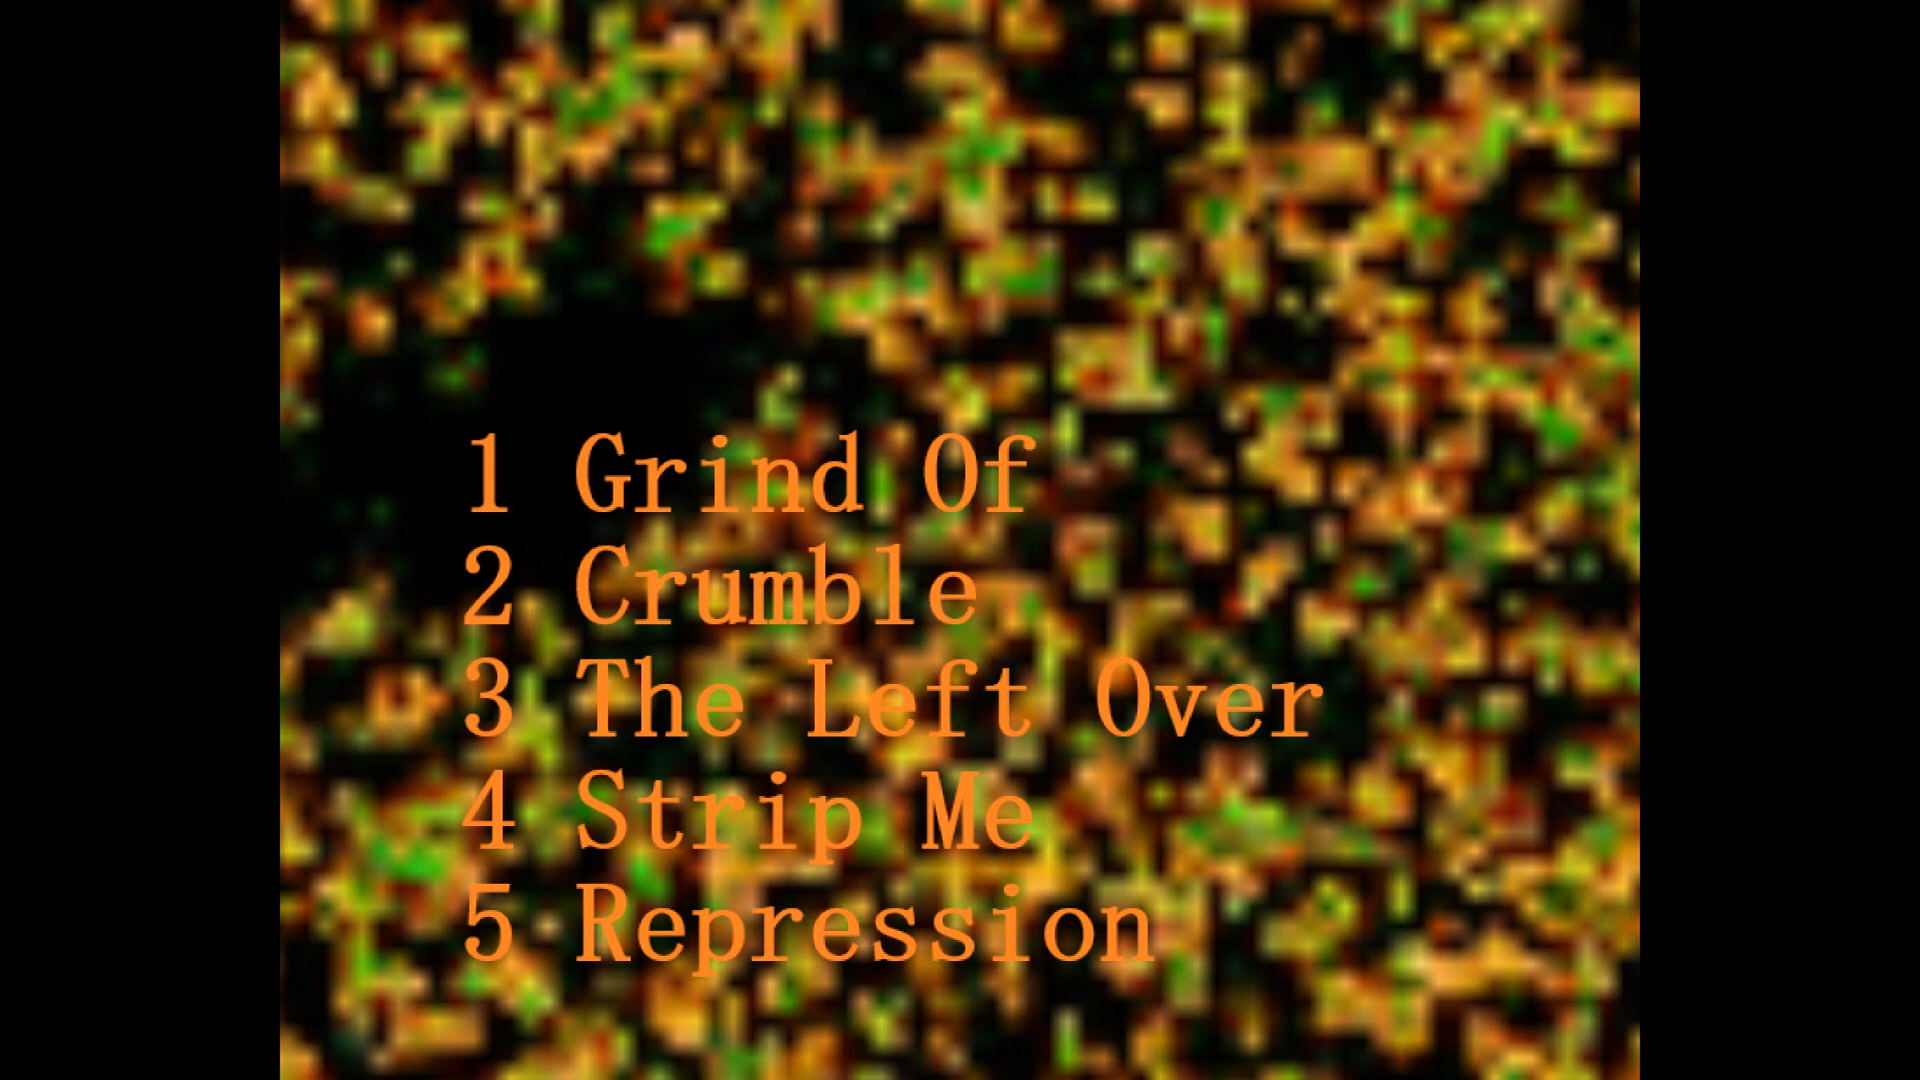 1 Grind Of
2 Crumble
3 The Left Over
4 Strip Me
5 Repression